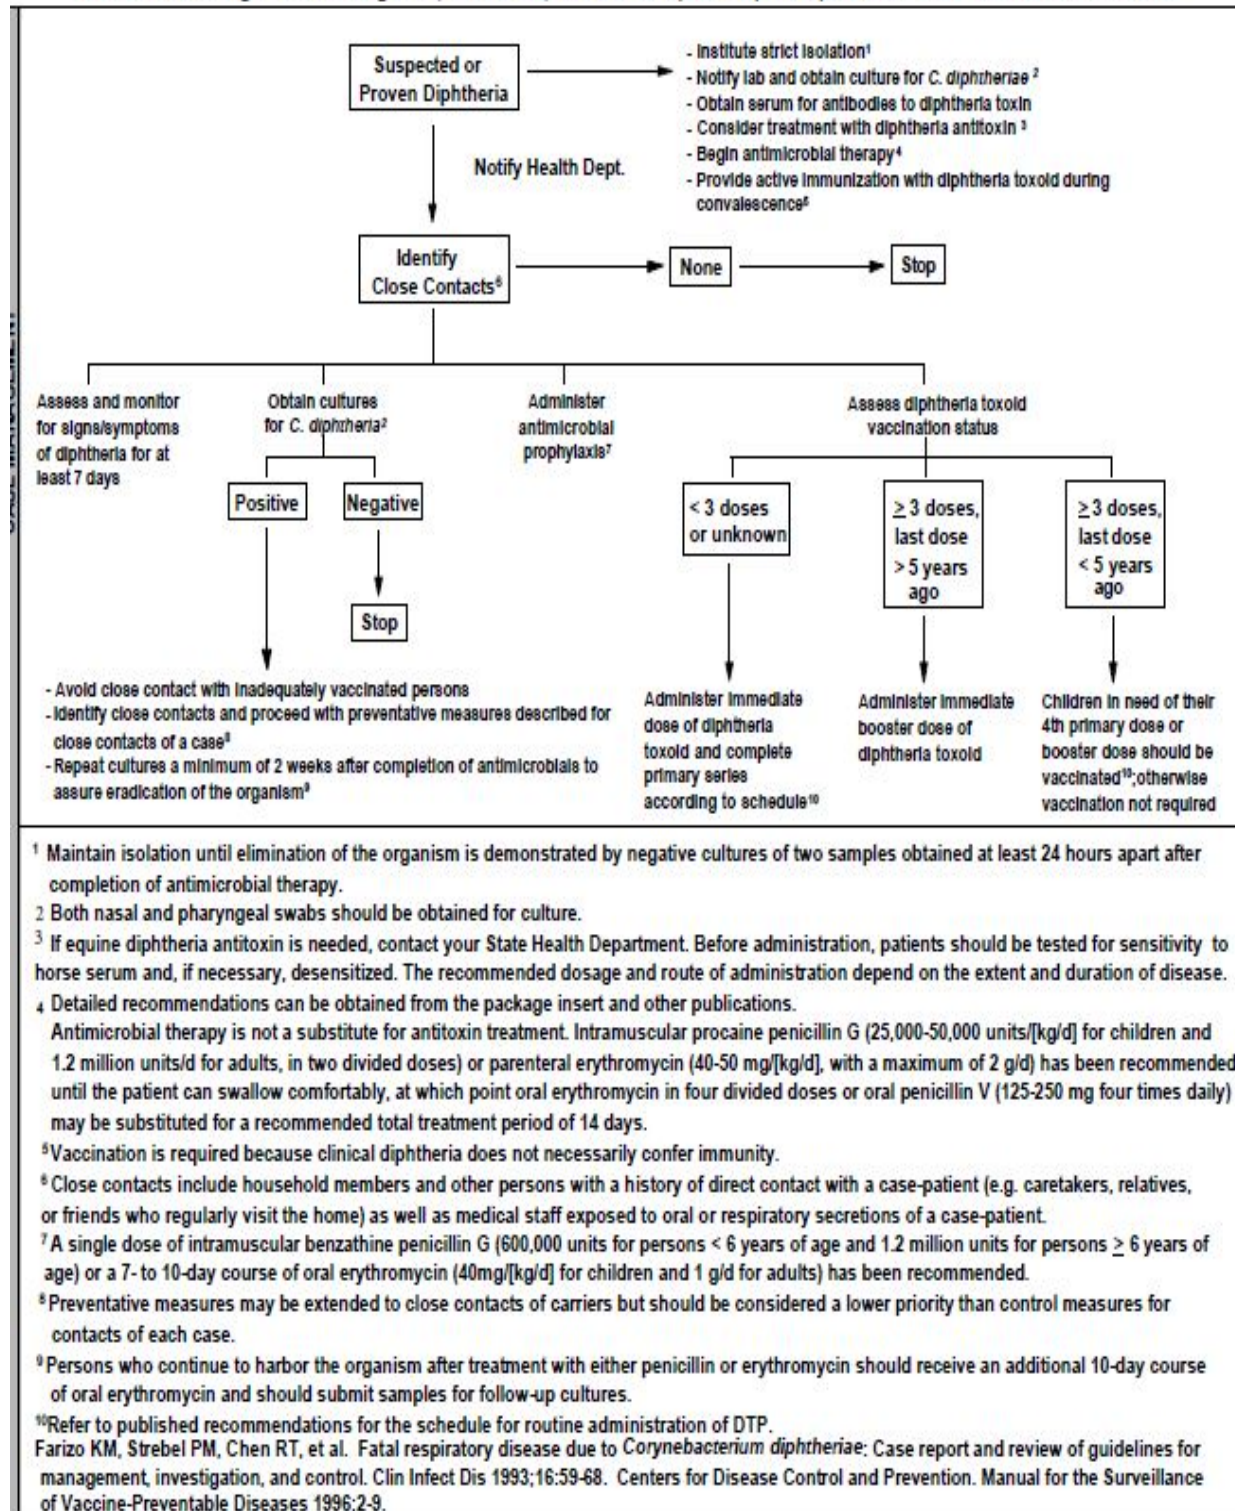 Suspected or
Proven Diphtheria
- Institute strict isolation¹
- Notify lab and obtain culture for C. diphtheriae ²
- Obtain serum for antibodies to diphtheria toxin
- Consider treatment with diphtheria antitoxin ³
- Begin antimicrobial therapy⁴
- Provide active immunization with diphtheria toxoid during
convalescence⁵
Notify Health Dept.
Identify
Close Contacts⁶
None
Stop
Assess and monitor
for signs/symptoms
of diphtheria for at
least 7 days
Obtain cultures
for C. diphtheria²
Positive
Negative
Stop
Administer
antimicrobial
prophylaxis⁷
Assess diphtheria toxoid
vaccination status
< 3 doses
or unknown
≥ 3 doses,
last dose
> 5 years
ago
≥ 3 doses,
last dose
< 5 years
ago
- Avoid close contact with inadequately vaccinated persons
- Identify close contacts and proceed with preventative measures described for
close contacts of a case⁸
- Repeat cultures a minimum of 2 weeks after completion of antimicrobials to
assure eradication of the organism⁹
Administer immediate
dose of diphtheria
toxoid and complete
primary series
according to schedule¹⁰
Administer immediate
booster dose of
diphtheria toxoid
Children in need of their
4th primary dose or
booster dose should be
vaccinated¹⁰;otherwise
vaccination not required
¹ Maintain isolation until elimination of the organism is demonstrated by negative cultures of two samples obtained at least 24 hours apart after
completion of antimicrobial therapy.
2 Both nasal and pharyngeal swabs should be obtained for culture.
³ If equine diphtheria antitoxin is needed, contact your State Health Department. Before administration, patients should be tested for sensitivity to
horse serum and, if necessary, desensitized. The recommended dosage and route of administration depend on the extent and duration of disease.
4 Detailed recommendations can be obtained from the package insert and other publications.
Antimicrobial therapy is not a substitute for antitoxin treatment. Intramuscular procaine penicillin G (25,000-50,000 units/[kg/d] for children and
1.2 million units/d for adults, in two divided doses) or parenteral erythromycin (40-50 mg/[kg/d], with a maximum of 2 g/d) has been recommended
until the patient can swallow comfortably, at which point oral erythromycin in four divided doses or oral penicillin V (125-250 mg four times daily)
may be substituted for a recommended total treatment period of 14 days.
⁵Vaccination is required because clinical diphtheria does not necessarily confer immunity.
⁶Close contacts include household members and other persons with a history of direct contact with a case-patient (e.g. caretakers, relatives,
or friends who regularly visit the home) as well as medical staff exposed to oral or respiratory secretions of a case-patient.
⁷A single dose of intramuscular benzathine penicillin G (600,000 units for persons < 6 years of age and 1.2 million units for persons ≥ 6 years of
age) or a 7- to 10-day course of oral erythromycin (40mg/[kg/d] for children and 1 g/d for adults) has been recommended.
⁸Preventative measures may be extended to close contacts of carriers but should be considered a lower priority than control measures for
contacts of each case.
⁹Persons who continue to harbor the organism after treatment with either penicillin or erythromycin should receive an additional 10-day course
of oral erythromycin and should submit samples for follow-up cultures.
¹⁰Refer to published recommendations for the schedule for routine administration of DTP.
Farizo KM, Strebel PM, Chen RT, et al. Fatal respiratory disease due to Corynebacterium diphtheriae: Case report and review of guidelines for
management, investigation, and control. Clin Infect Dis 1993;16:59-68. Centers for Disease Control and Prevention. Manual for the Surveillance
of Vaccine-Preventable Diseases 1996:2-9.